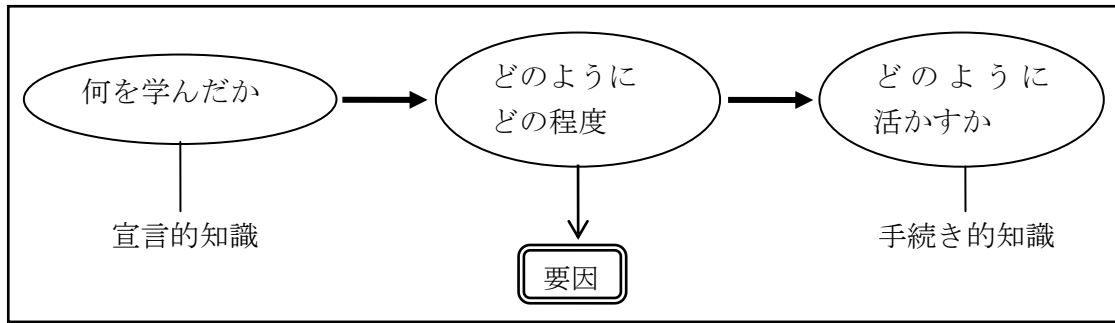 何を学んだか
どのように
どの程度
どのように
活かすか
宣言的知識
手続き的知識
要因